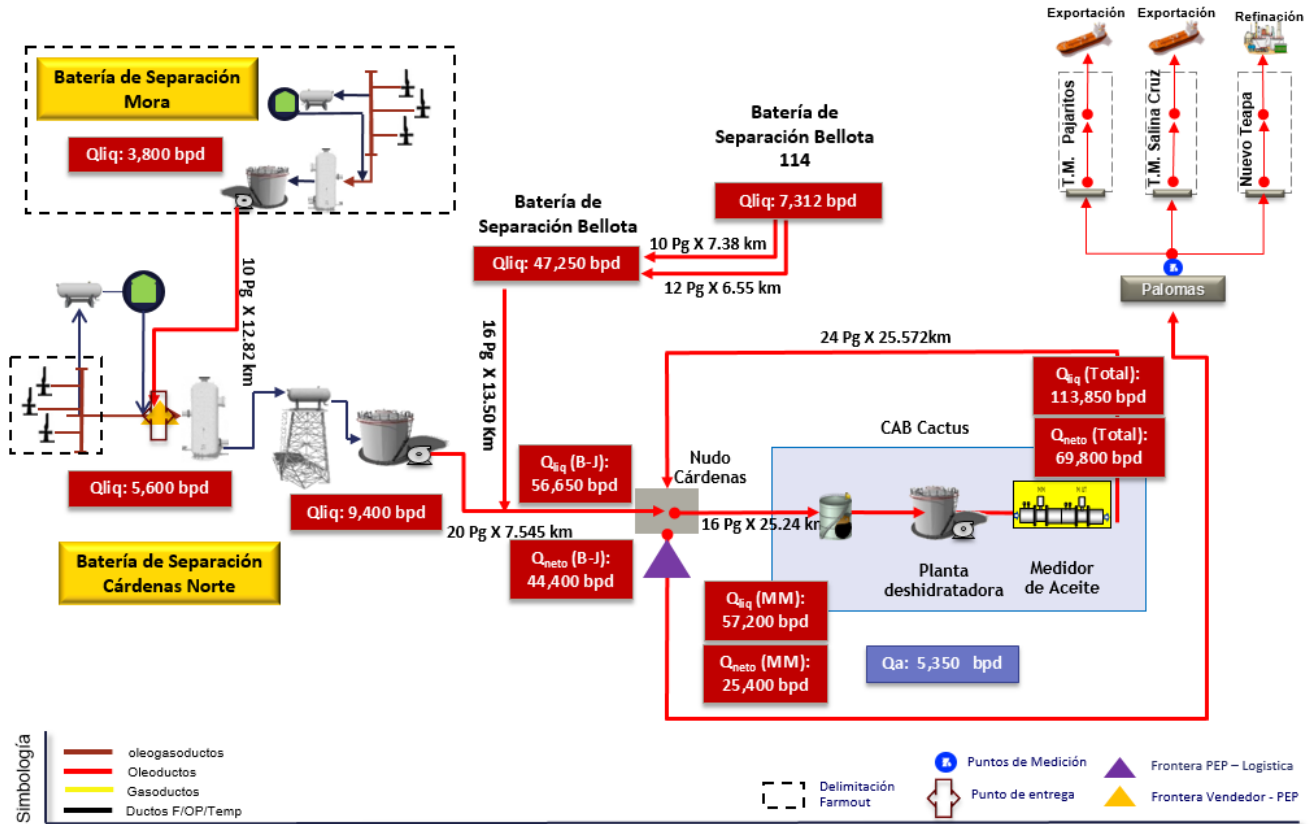 Exportación
Exportación
Refinación
T.M. Pajaritos
T.M. Salina Cruz
Nuevo Teapa
Palomas
Batería de Separación
Mora
Qliq: 3,800 bpd
Batería de
Separación Bellota
114
Qliq: 7,312 bpd
Batería de
Separación Bellota
Qliq: 47,250 bpd
10 Pg X 7.38 km
12 Pg X 6.55 km
10 Pg X 12.82 km
16 Pg X 13.50 Km
24 Pg X 25.572km
Qliq (Total):
113,850 bpd
Qneto (Total):
69,800 bpd
CAB Cactus
Qliq (B-J):
56,650 bpd
Nudo
Cárdenas
Qliq: 5,600 bpd
Qliq: 9,400 bpd
20 Pg X 7.545 km
16 Pg X 25.24 km
Qneto (B-J):
44,400 bpd
Batería de Separación
Cárdenas Norte
Planta
deshidratadora
Medidor
de Aceite
Qliq (MM):
57,200 bpd
Qneto (MM):
25,400 bpd
Qa: 5,350 bpd
Simbología
oleogasoductos
Oleoductos
Gasoductos
Ductos F/OP/Temp
Delimitación
Farmout
Puntos de Medición
Punto de entrega
Frontera PEP – Logistica
Frontera Vendedor - PEP